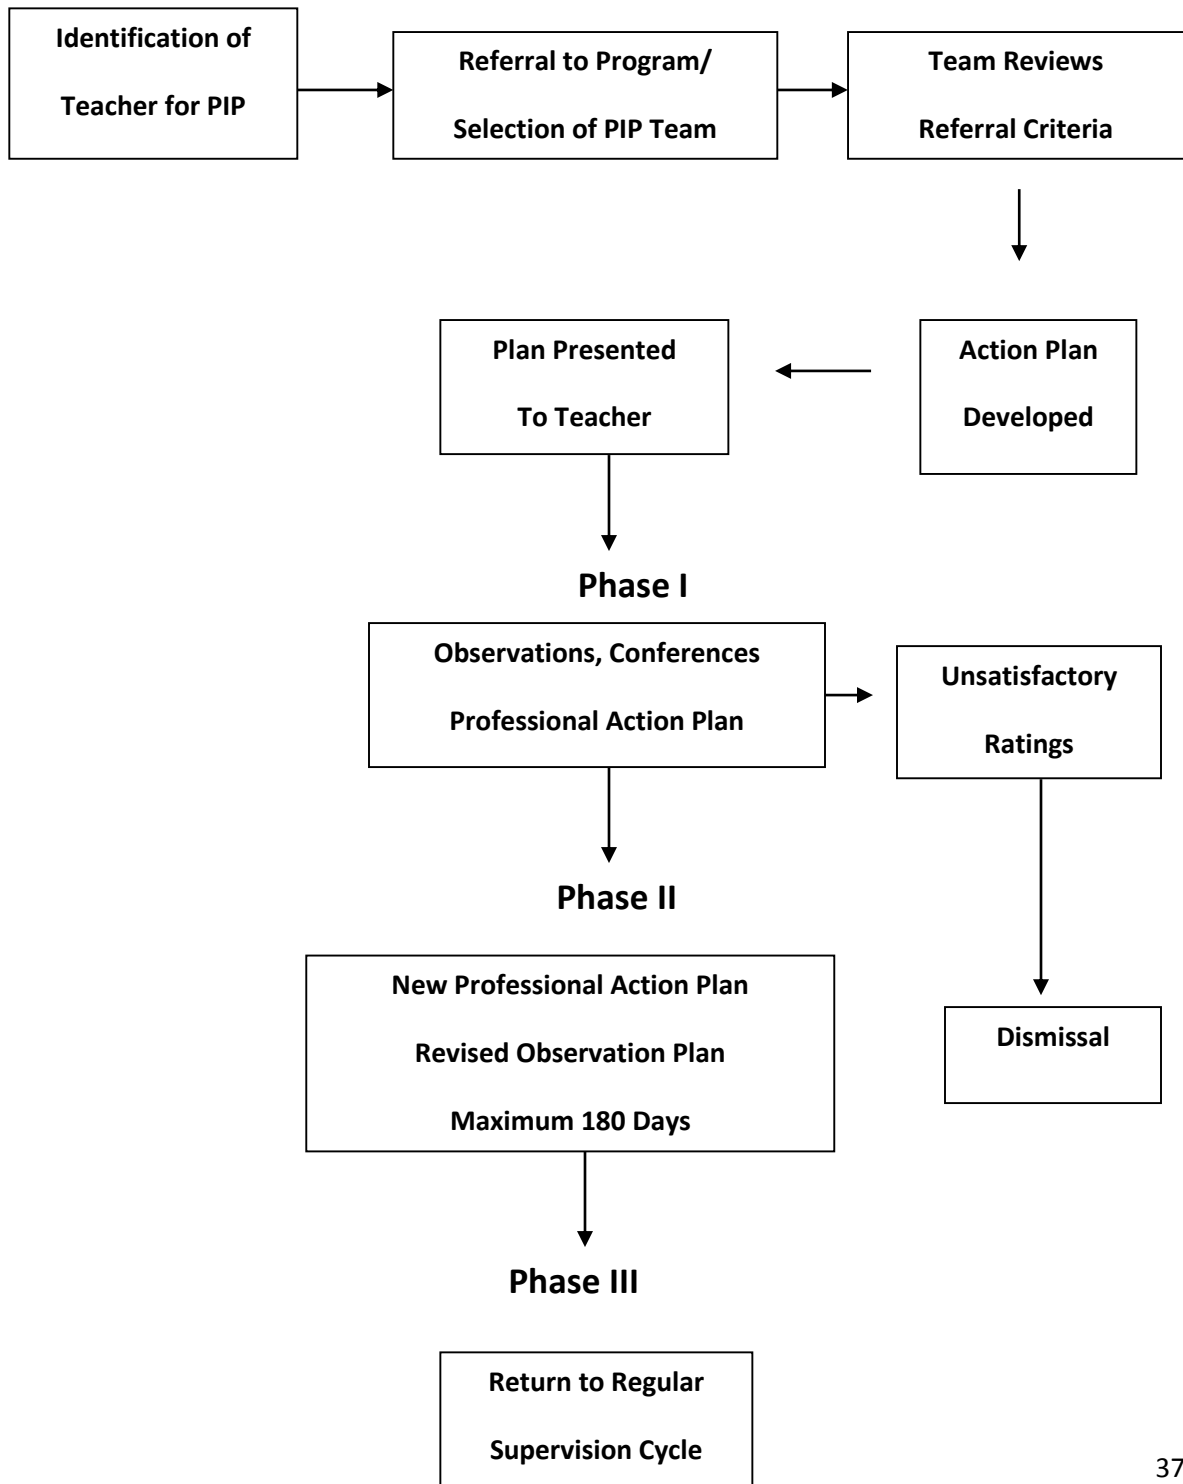 Identification of
Teacher for PIP
Referral to Program/
Selection of PIP Team
Team Reviews
Referral Criteria
Plan Presented
To Teacher
Action Plan
Developed
Phase I
Observations, Conferences
Professional Action Plan
Unsatisfactory
Ratings
Phase II
New Professional Action Plan
Revised Observation Plan
Maximum 180 Days
Dismissal
Phase III
Return to Regular
Supervision Cycle
37